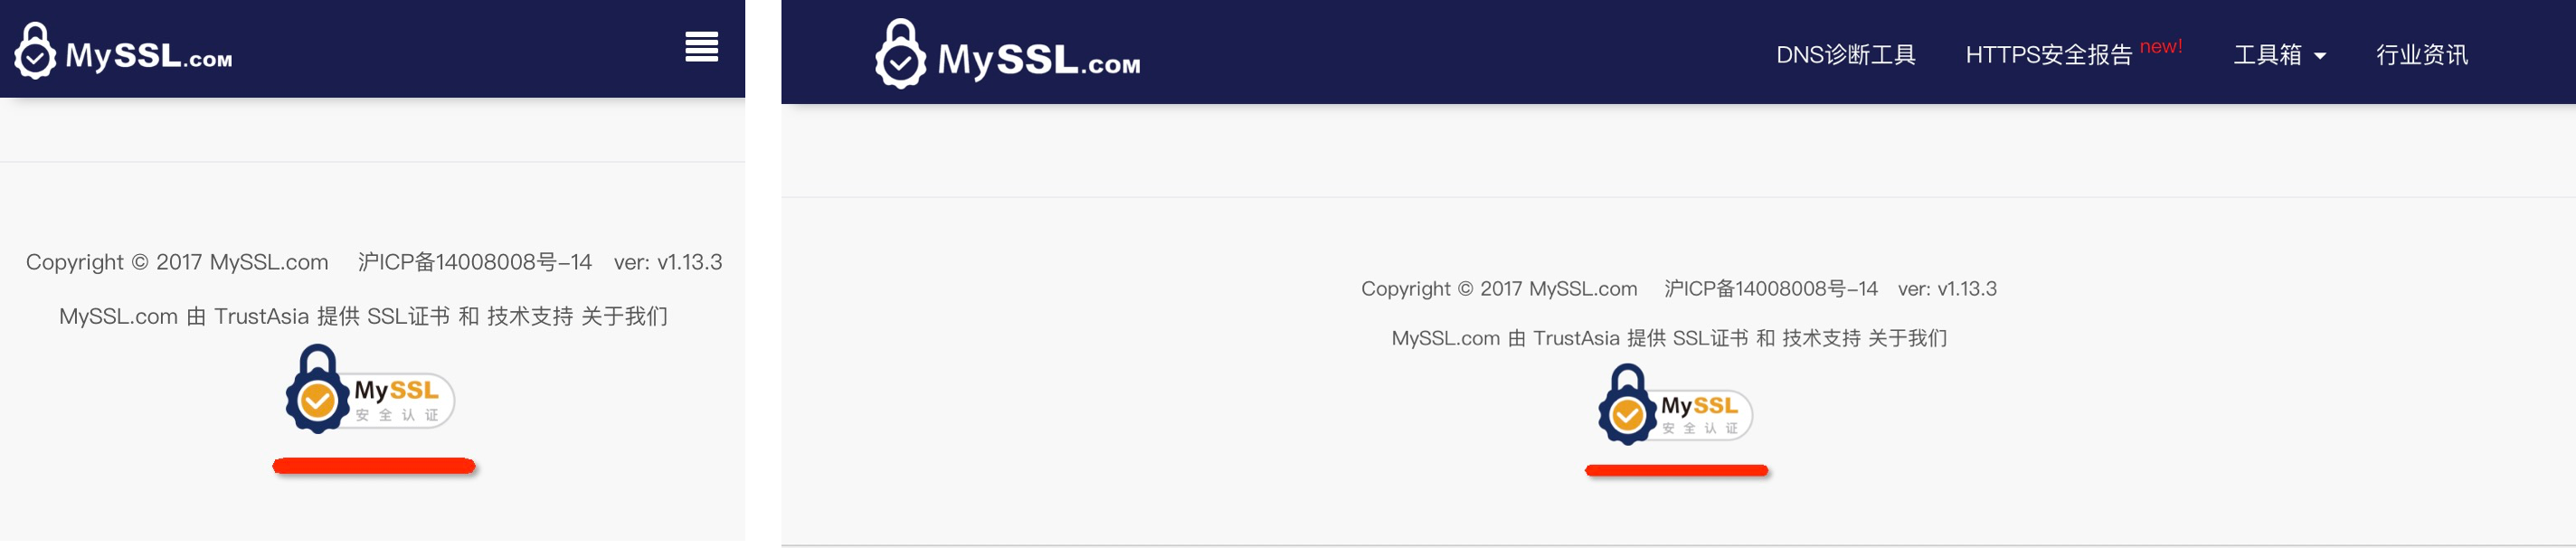 MySSL.COM
Copyright © 2017 MySSL.com 沪ICP备14008008号-14 ver: v1.13.3
MySSL.com 由 TrustAsia 提供 SSL证书 和 技术支持 关于我们
MySSL
安全认证
MySSL.COM
DNS诊断工具 HTTPS安全报告 new! 工具箱 行业资讯
Copyright © 2017 MySSL.com 沪ICP备14008008号-14 ver: v1.13.3
MySSL.com 由 TrustAsia 提供 SSL证书 和 技术支持 关于我们
MySSL
安全认证